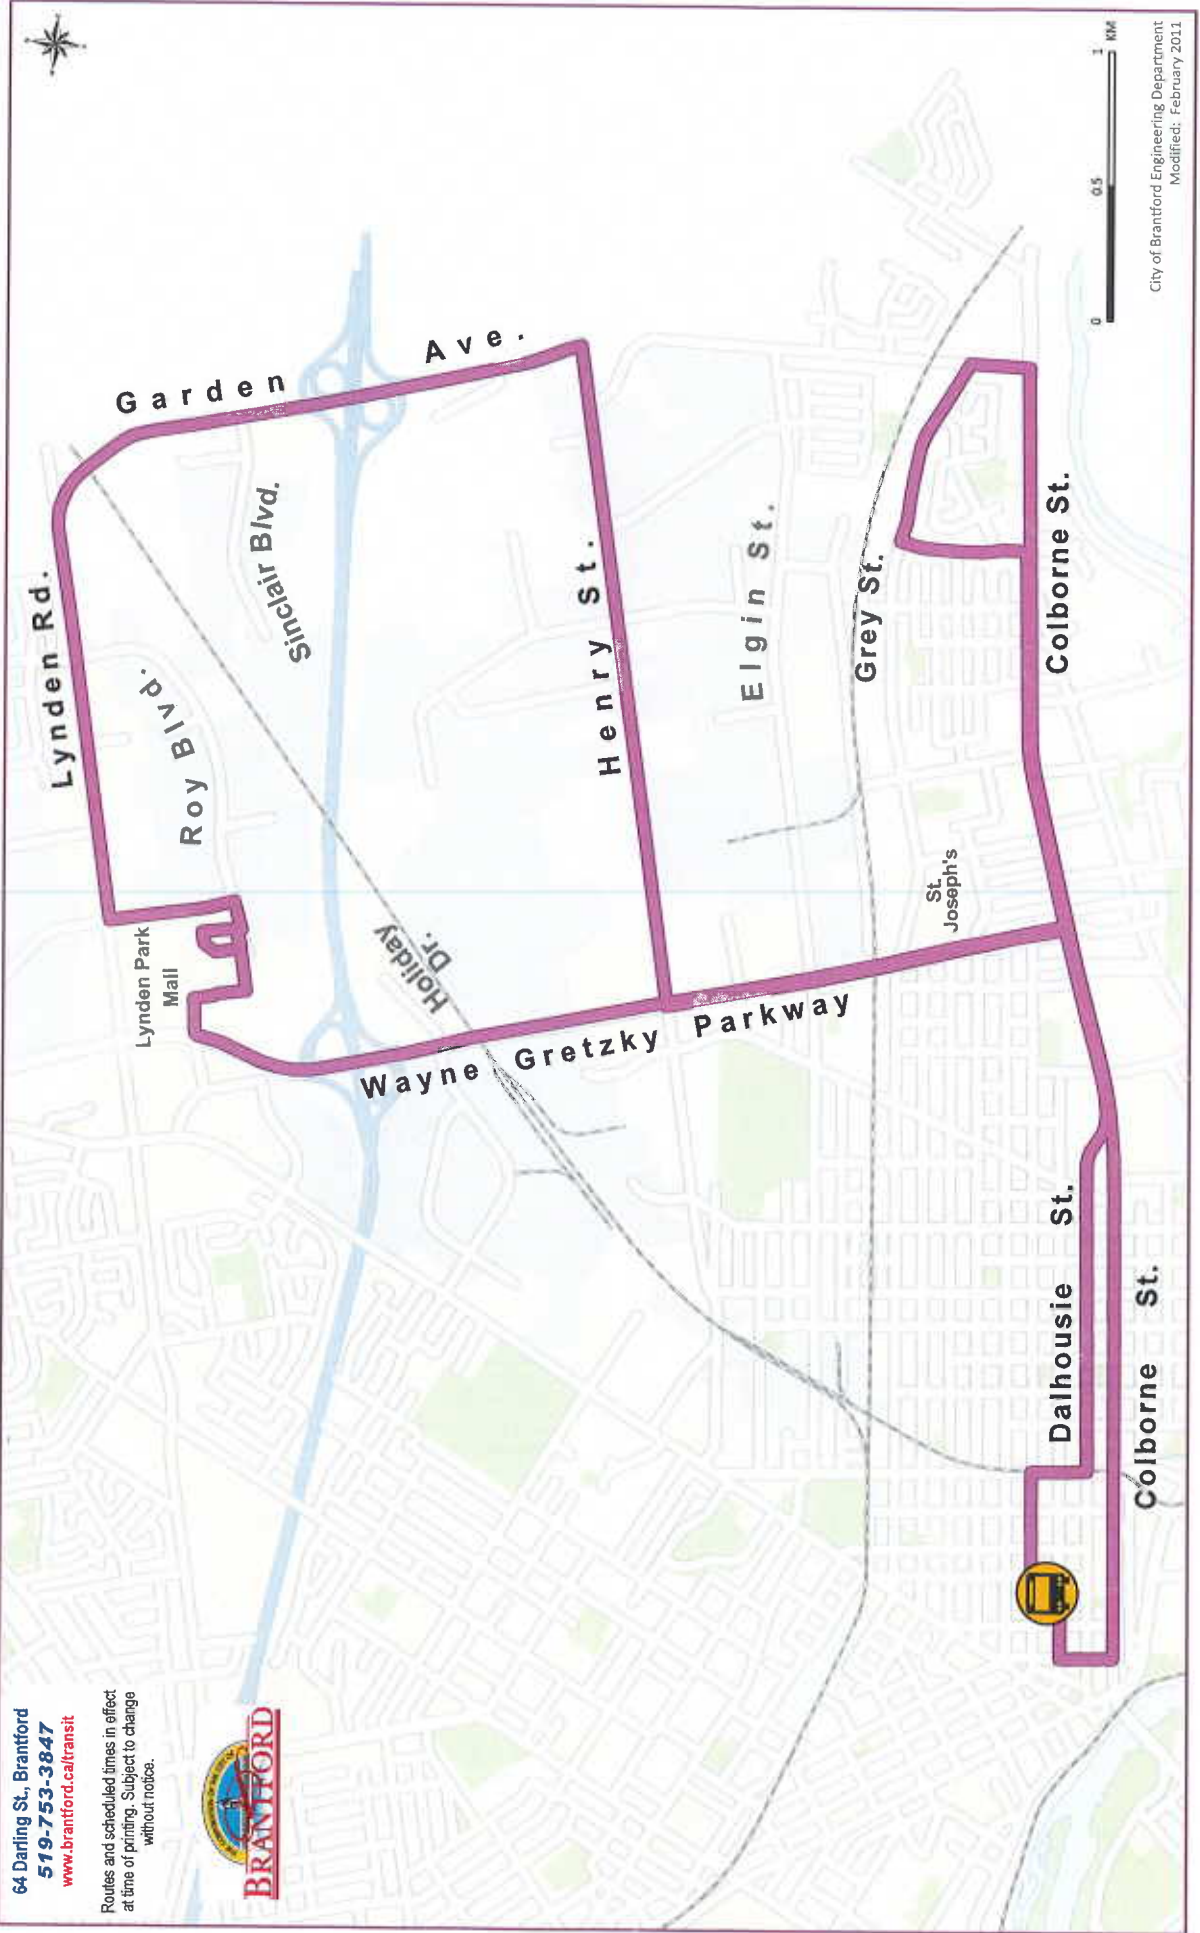 64 Darling St., Brantford
519-753-3847
www.brantford.ca/transit
Routes and scheduled times in effect
at time of printing. Subject to change
without notice.
BRANTFORD
Lynden Rd.
Garden Ave.
Roy Blvd.
Sinclair Blvd.
Lynden Park
Mall
Holiday
Dr.
Wayne Gretzky Parkway
Henry St.
Elgin St.
Grey St.
St.
Joseph's
Colborne St.
Dalhousie St.
Colborne St.
0 0.5 1 KM
City of Brantford Engineering Department
Modified: February 2011